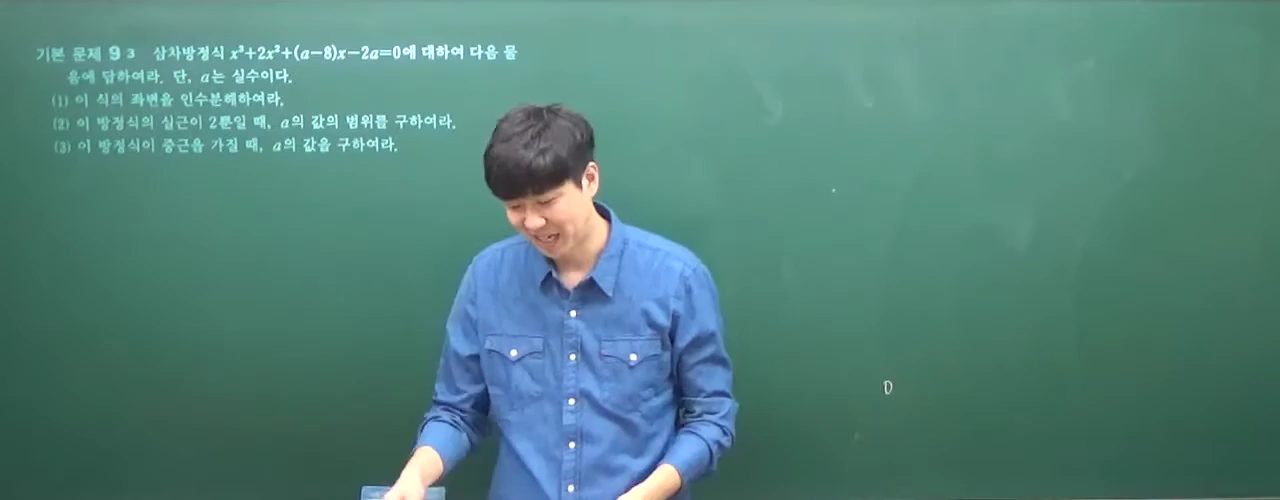 기본 문제 9 3 삼차방정식 x³+2x²+(a-8)x-2a=0에 대하여 다음 물
음에 답하여라. 단, a는 실수이다.
(1) 이 식의 좌변을 인수분해하여라.
(2) 이 방정식의 실근이 2뿐일 때, a의 값의 범위를 구하여라.
(3) 이 방정식이 중근을 가질 때, a의 값을 구하여라.
D